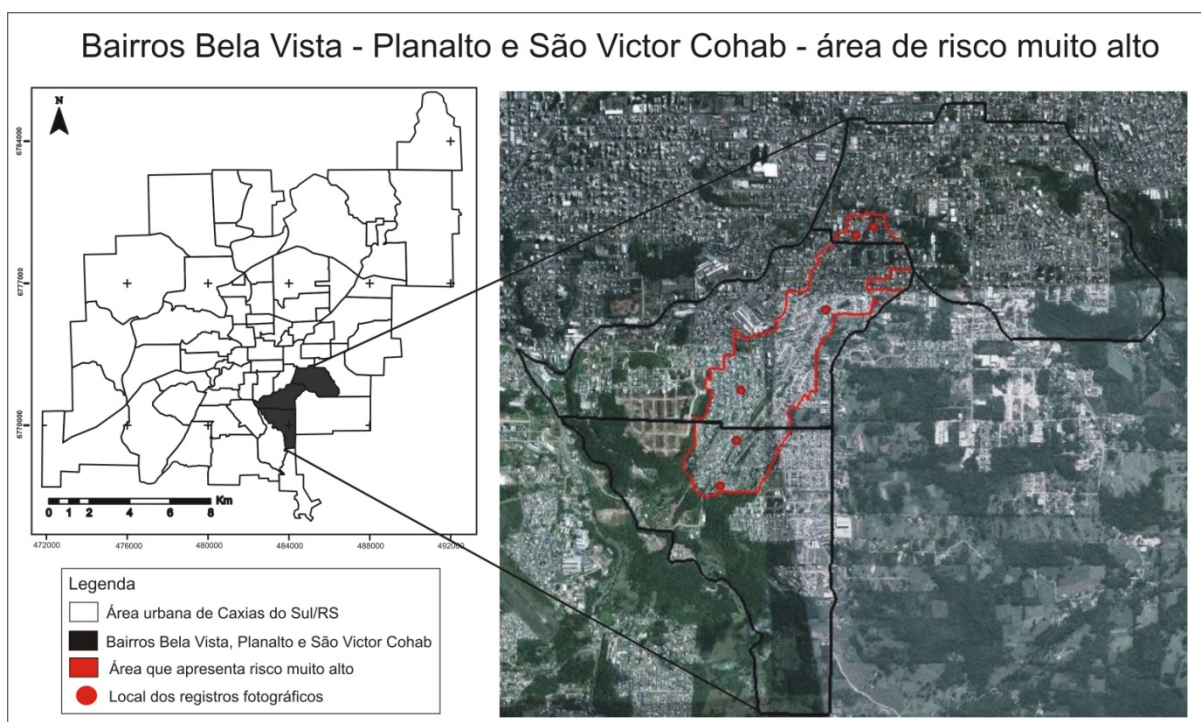 Bairros Bela Vista - Planalto e São Victor Cohab - área de risco muito alto
N
6784000
6777000
6770000
Km
0 1 2 4 6 8
472000 476000 480000 484000 488000 492000
Legenda
Área urbana de Caxias do Sul/RS
Bairros Bela Vista, Planalto e São Victor Cohab
Área que apresenta risco muito alto
Local dos registros fotográficos